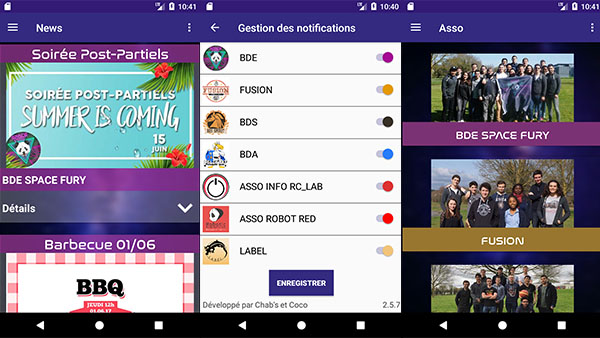 10:41
News
Soirée Post-Partiels
SOIRÉE POST-PARTIELS
SUMMER IS COMING
15
JUIN
BDE SPACE FURY
Détails
Barbecue 01/06
BBQ
JEUDI 12h
01.06.17
10:40
Gestion des notifications
BDE
FUSION
FUSION
BDS
BDA
ASSO INFO RC_LAB
ASSO ROBOT RED
LABEL
ENREGISTRER
Développé par Chab's et Coco
2.5.7
10:41
Asso
BDE SPACE FURY
FUSION